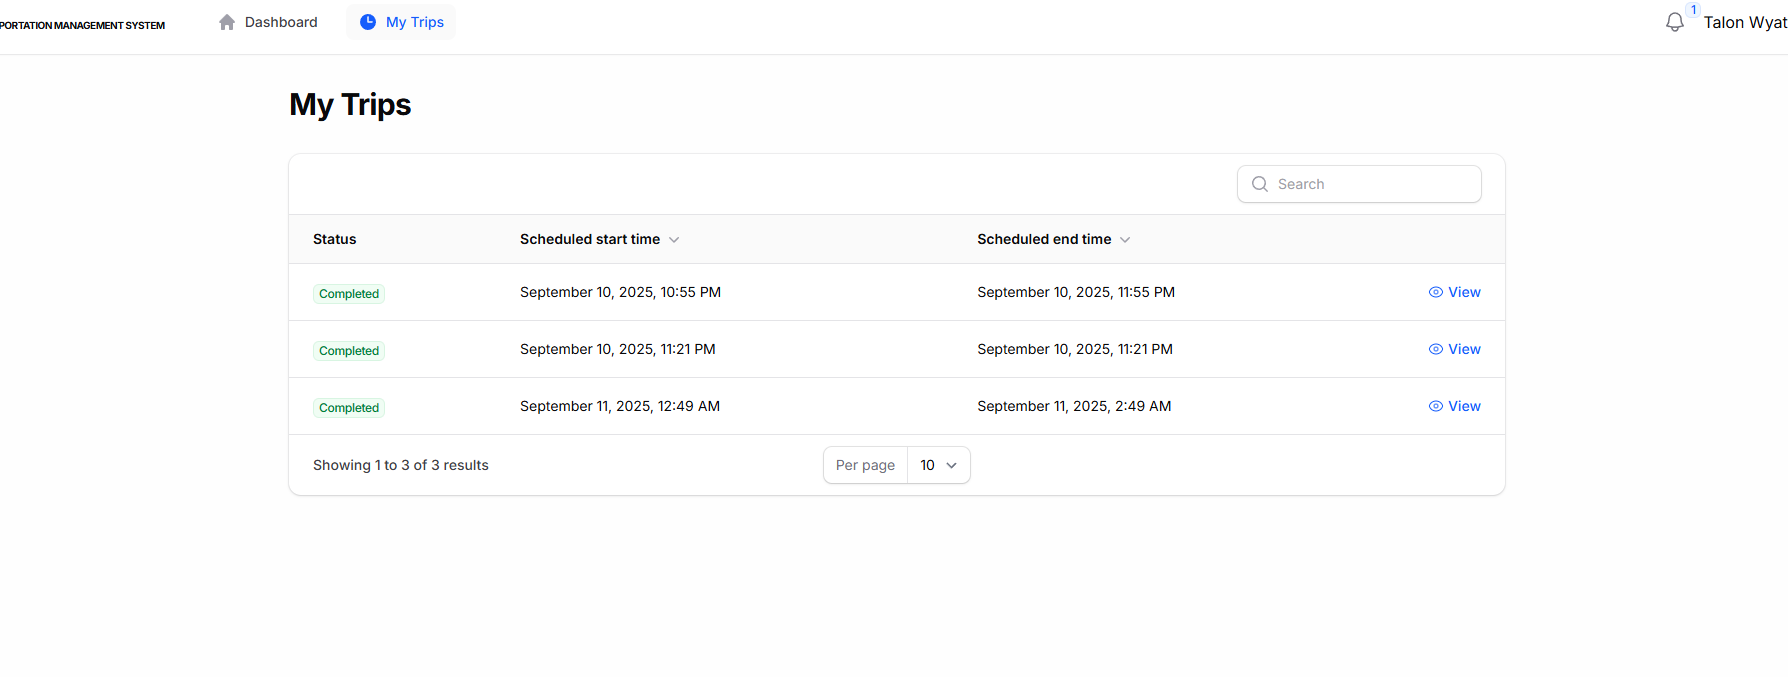 PORTATION MANAGEMENT SYSTEM Dashboard My Trips 1 Talon Wyat
My Trips
Search
Status Scheduled start time Scheduled end time
Completed September 10, 2025, 10:55 PM September 10, 2025, 11:55 PM View
Completed September 10, 2025, 11:21 PM September 10, 2025, 11:21 PM View
Completed September 11, 2025, 12:49 AM September 11, 2025, 2:49 AM View
Showing 1 to 3 of 3 results Per page 10